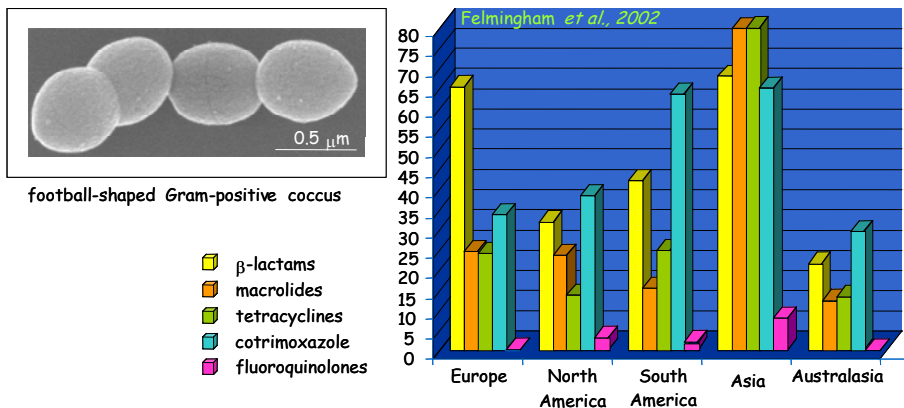 0.5 μm
football-shaped Gram-positive coccus
β-lactams
macrolides
tetracyclines
cotrimoxazole
fluoroquinolones
Felmingham et al., 2002
80
75
70
65
60
55
50
45
40
35
30
25
20
15
10
5
0
Europe
North
America
South
America
Asia
Australasia